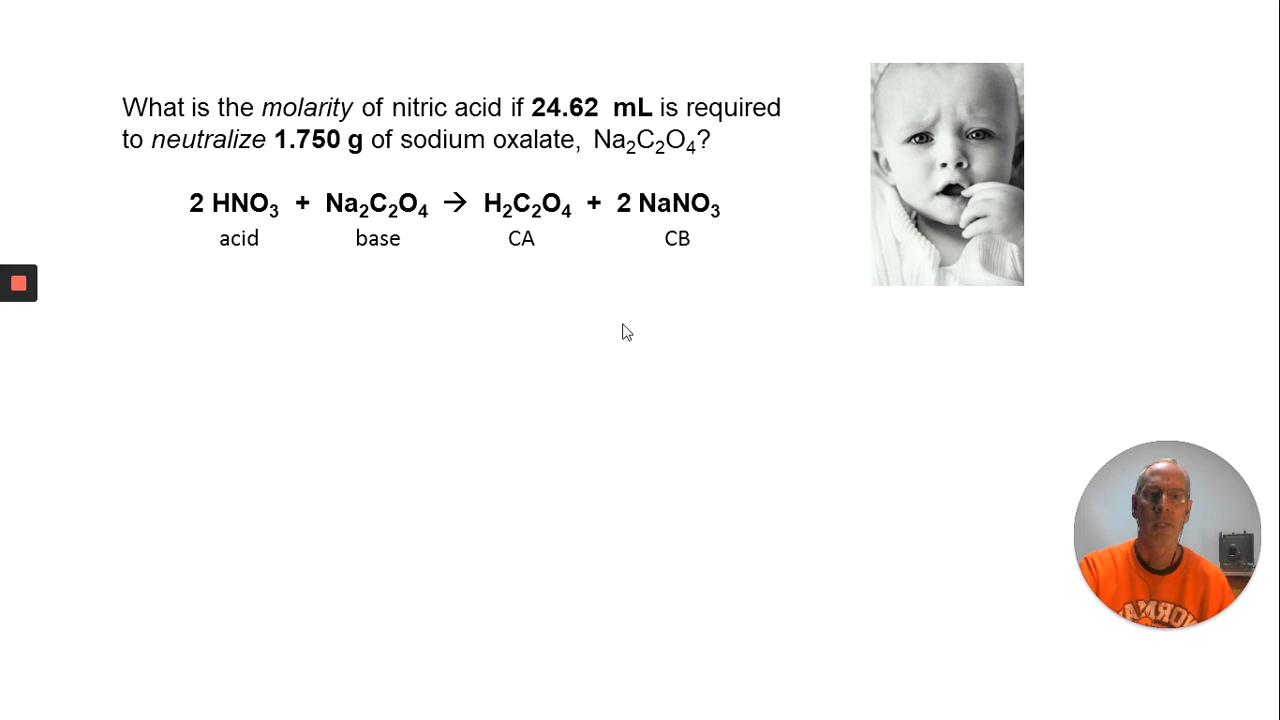 What is the molarity of nitric acid if 24.62 mL is required
to neutralize 1.750 g of sodium oxalate, Na₂C₂O₄?
2 HNO₃ + Na₂C₂O₄ → H₂C₂O₄ + 2 NaNO₃
acid base CA CB